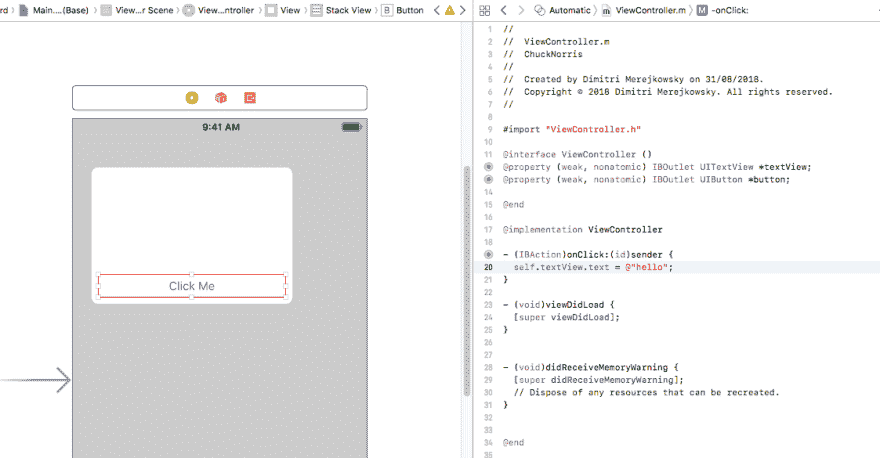 rd Main....(Base) View...r Scene View...ntroller View Stack View B Button
Automatic ViewController.m M -onClick:
9:41 AM
Click Me
1 //
2 //  ViewController.m
3 //  ChuckNorris
4 //
5 //  Created by Dimitri Merejkowsky on 31/08/2018.
6 //  Copyright © 2018 Dimitri Merejkowsky. All rights reserved.
7 //
8
9 #import "ViewController.h"
10
11 @interface ViewController ()
@property (weak, nonatomic) IBOutlet UITextView *textView;
@property (weak, nonatomic) IBOutlet UIButton *button;
14
15 @end
16
17 @implementation ViewController
18
- (IBAction)onClick:(id)sender {
20   self.textView.text = @"hello";
21 }
22
23 - (void)viewDidLoad {
24   [super viewDidLoad];
25 }
26
27
28 - (void)didReceiveMemoryWarning {
29   [super didReceiveMemoryWarning];
30   // Dispose of any resources that can be recreated.
31 }
32
33
34 @end
35